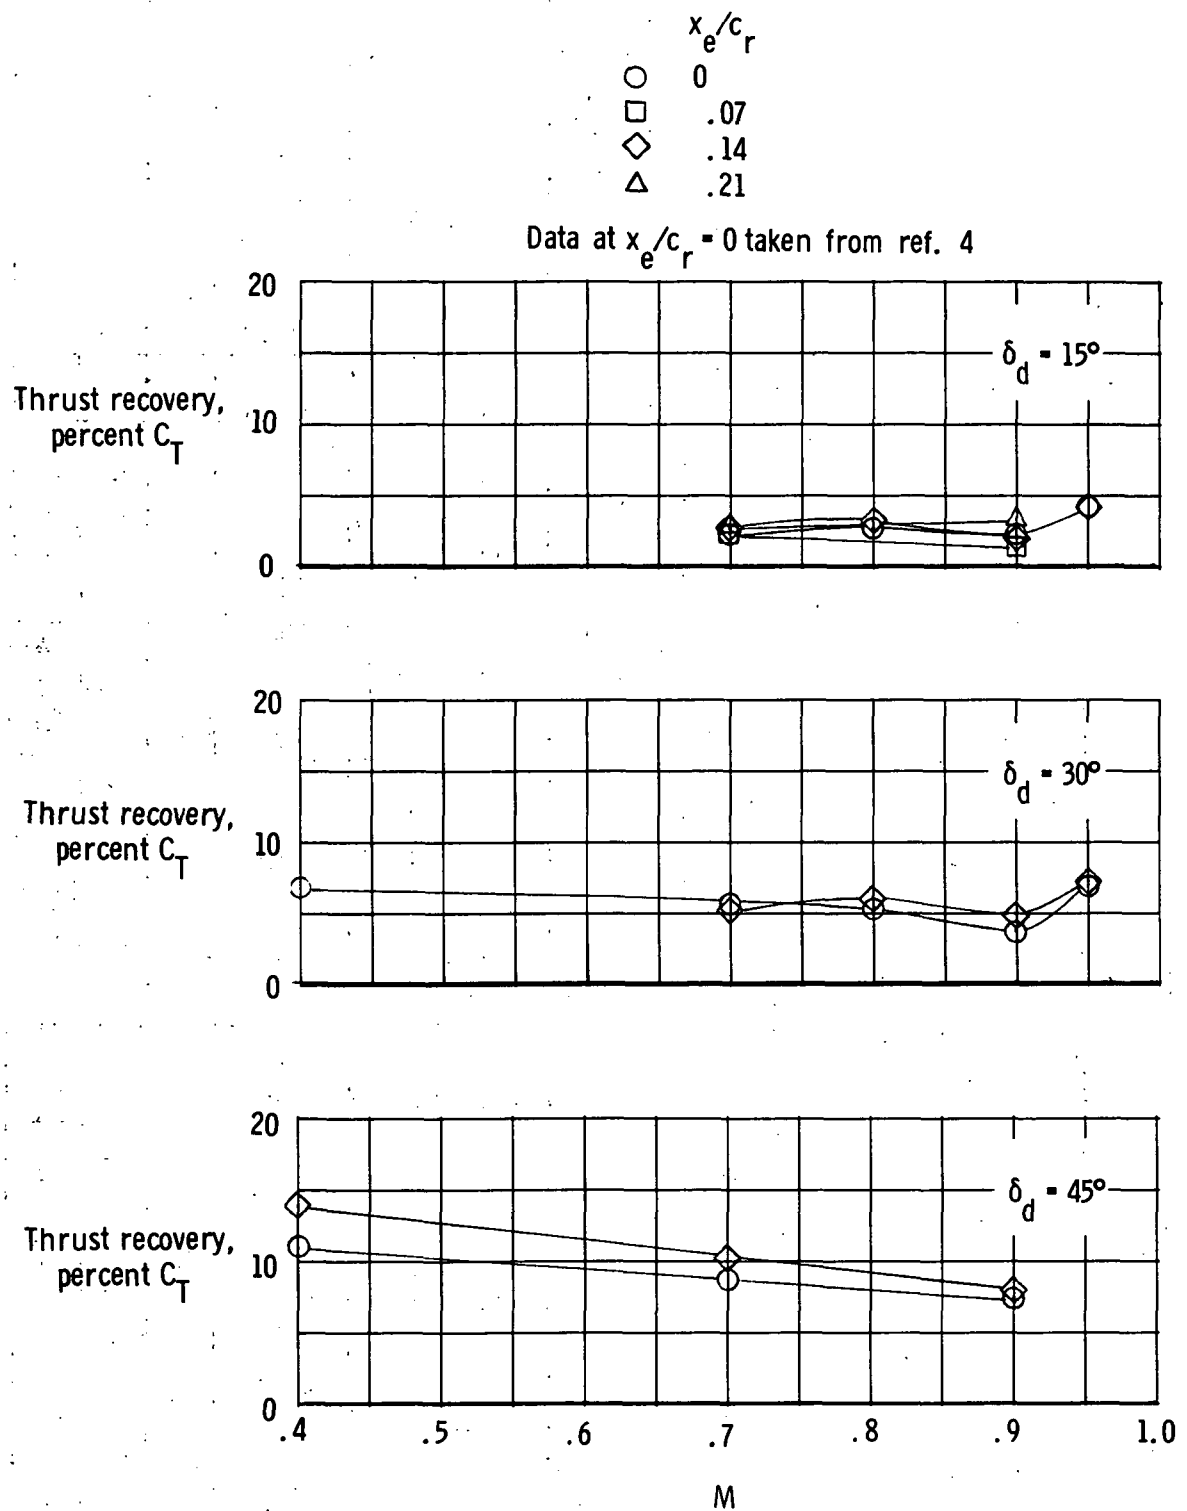 x_e/c_r
0
.07
.14
.21
Data at x_e/c_r = 0 taken from ref. 4
20
δ_d = 15°
Thrust recovery,
percent C_T
10
0
20
δ_d = 30°
Thrust recovery,
percent C_T
10
0
20
δ_d = 45°
Thrust recovery,
percent C_T
10
0
.4 .5 .6 .7 .8 .9 1.0
M